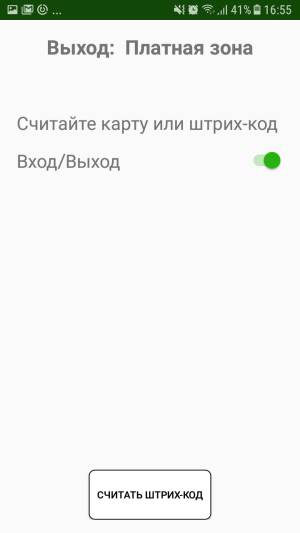 ... 41% 16:55
Выход: Платная зона
Считайте карту или штрих-код
Вход/Выход
СЧИТАТЬ ШТРИХ-КОД